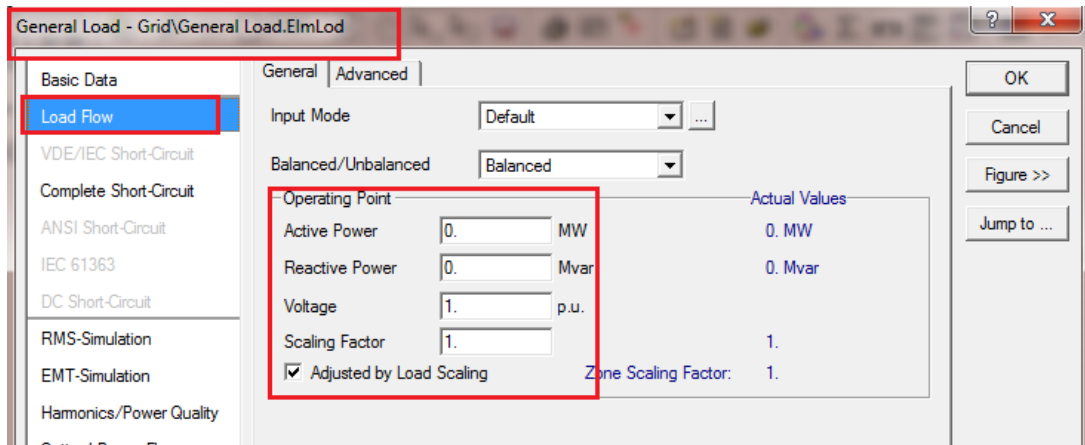 General Load - Grid\General Load.ElmLod
Basic Data
Load Flow
VDE/IEC Short-Circuit
Complete Short-Circuit
ANSI Short-Circuit
IEC 61363
DC Short-Circuit
RMS-Simulation
EMT-Simulation
Harmonics/Power Quality
General Advanced
Input Mode Default ...
Balanced/Unbalanced Balanced
Operating Point Actual Values
Active Power 0. MW 0. MW
Reactive Power 0. Mvar 0. Mvar
Voltage 1. p.u.
Scaling Factor 1. 1.
Adjusted by Load Scaling Zone Scaling Factor: 1.
OK
Cancel
Figure >>
Jump to ...